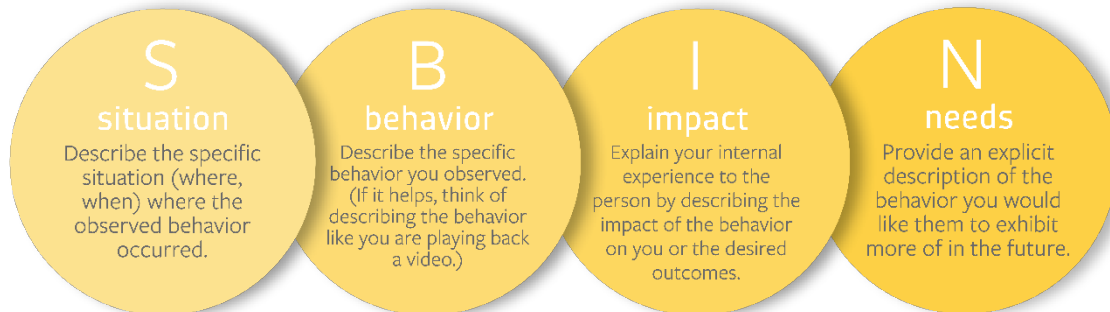 S
situation
Describe the specific
situation (where,
when) where the
observed behavior
occurred.
B
behavior
Describe the specific
behavior you observed.
(If it helps, think of
describing the behavior
like you are playing back
a video.)
I
impact
Explain your internal
experience to the
person by describing the
impact of the behavior
on you or the desired
outcomes.
N
needs
Provide an explicit
description of the
behavior you would
like them to exhibit
more of in the future.